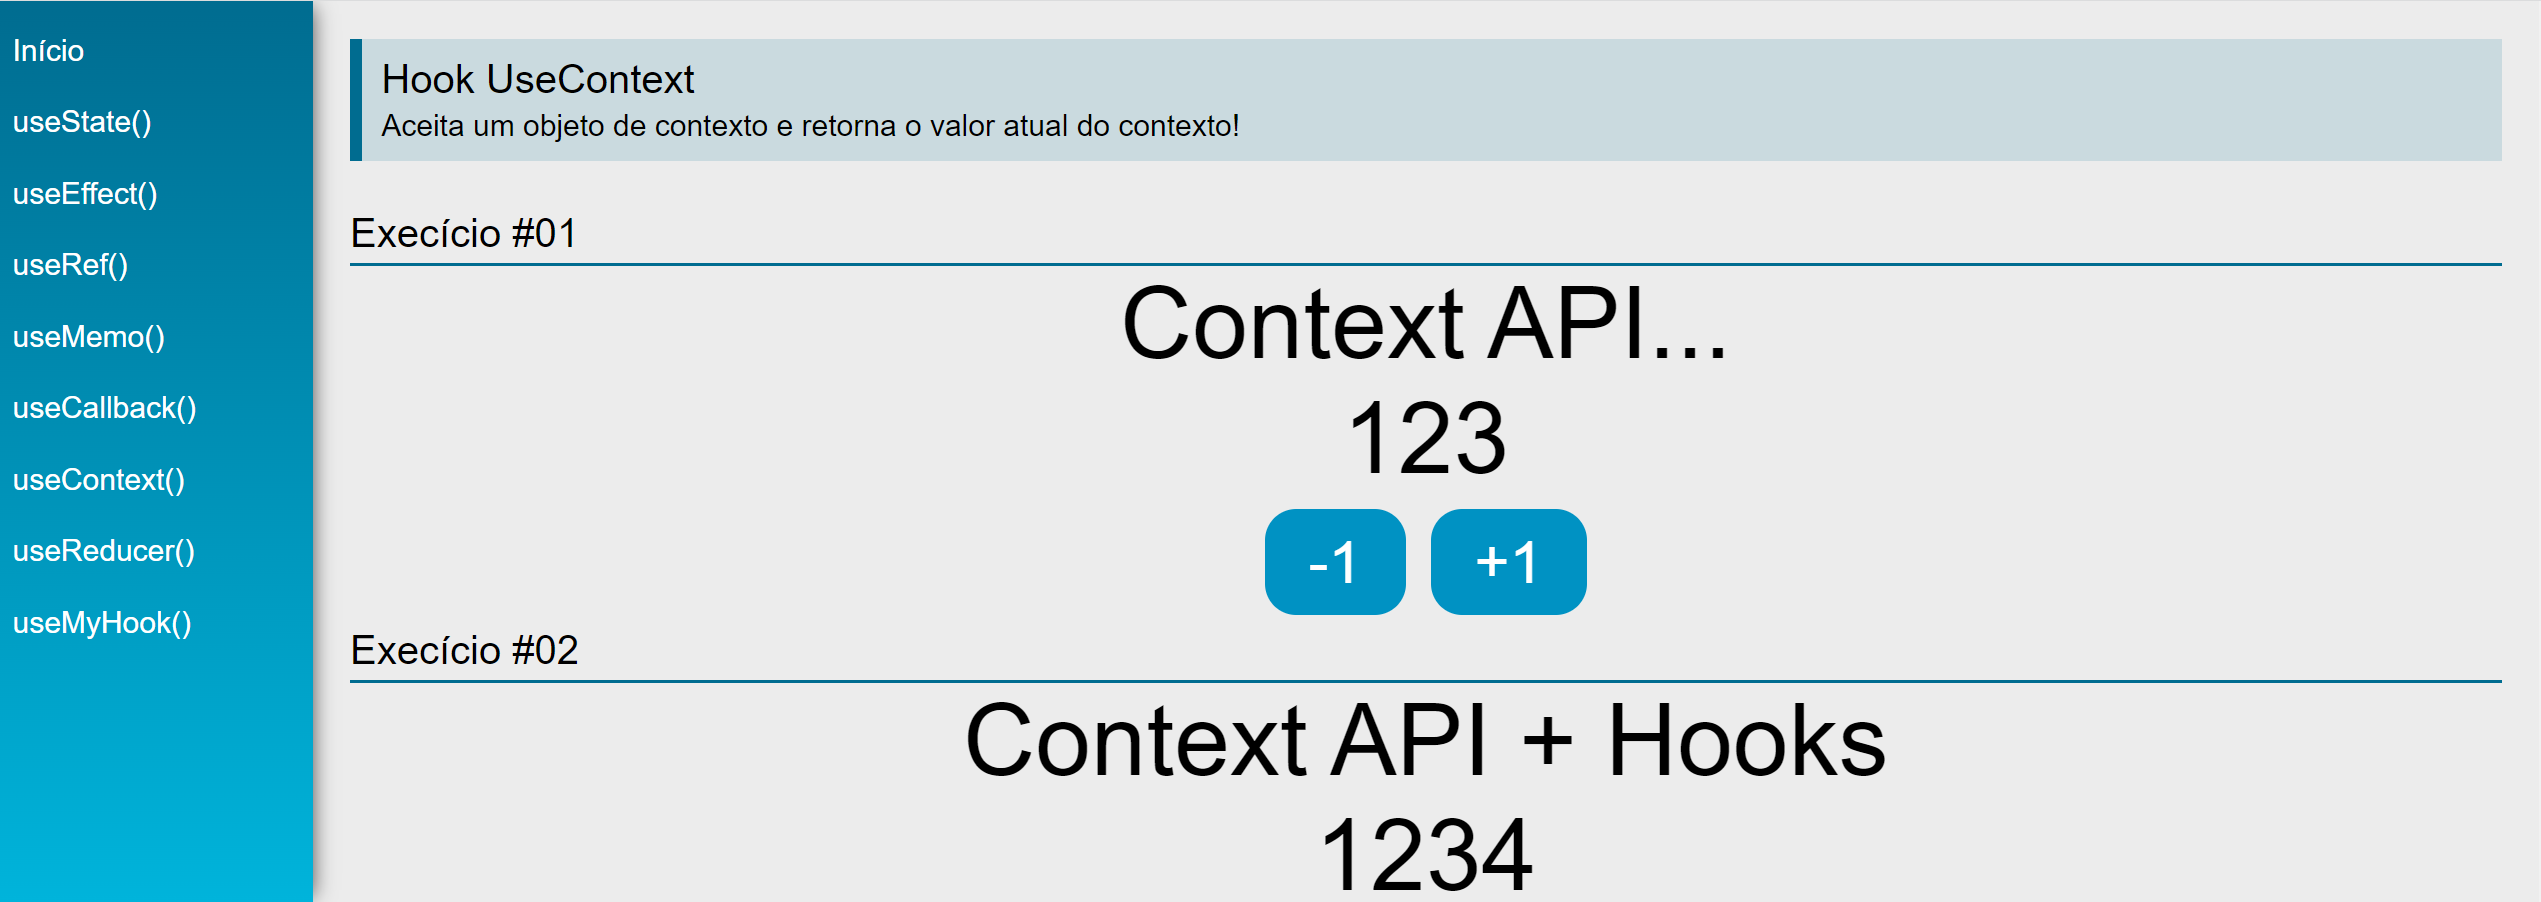 Início
useState()
useEffect()
useRef()
useMemo()
useCallback()
useContext()
useReducer()
useMyHook()
Hook UseContext
Aceita um objeto de contexto e retorna o valor atual do contexto!
Execício #01
Context API...
123
-1 +1
Execício #02
Context API + Hooks
1234